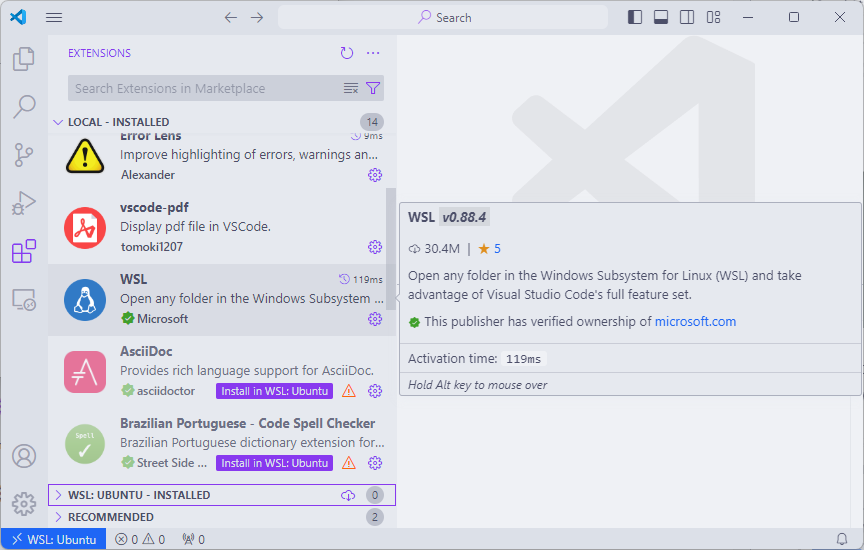 Search
EXTENSIONS
Search Extensions in Marketplace
LOCAL - INSTALLED
14
Error Lens
9ms
Improve highlighting of errors, warnings an...
Alexander
vscode-pdf
Display pdf file in VSCode.
tomoki1207
WSL
119ms
Open any folder in the Windows Subsystem ...
Microsoft
AsciiDoc
Provides rich language support for AsciiDoc.
asciidoctor
Install in WSL: Ubuntu
Spell
Brazilian Portuguese - Code Spell Checker
Brazilian Portuguese dictionary extension for...
Street Side ...
Install in WSL: Ubuntu
WSL: UBUNTU - INSTALLED
0
RECOMMENDED
2
WSL v0.88.4
30.4M | 5
Open any folder in the Windows Subsystem for Linux (WSL) and take
advantage of Visual Studio Code's full feature set.
This publisher has verified ownership of microsoft.com
Activation time: 119ms
Hold Alt key to mouse over
WSL: Ubuntu
0
0
0